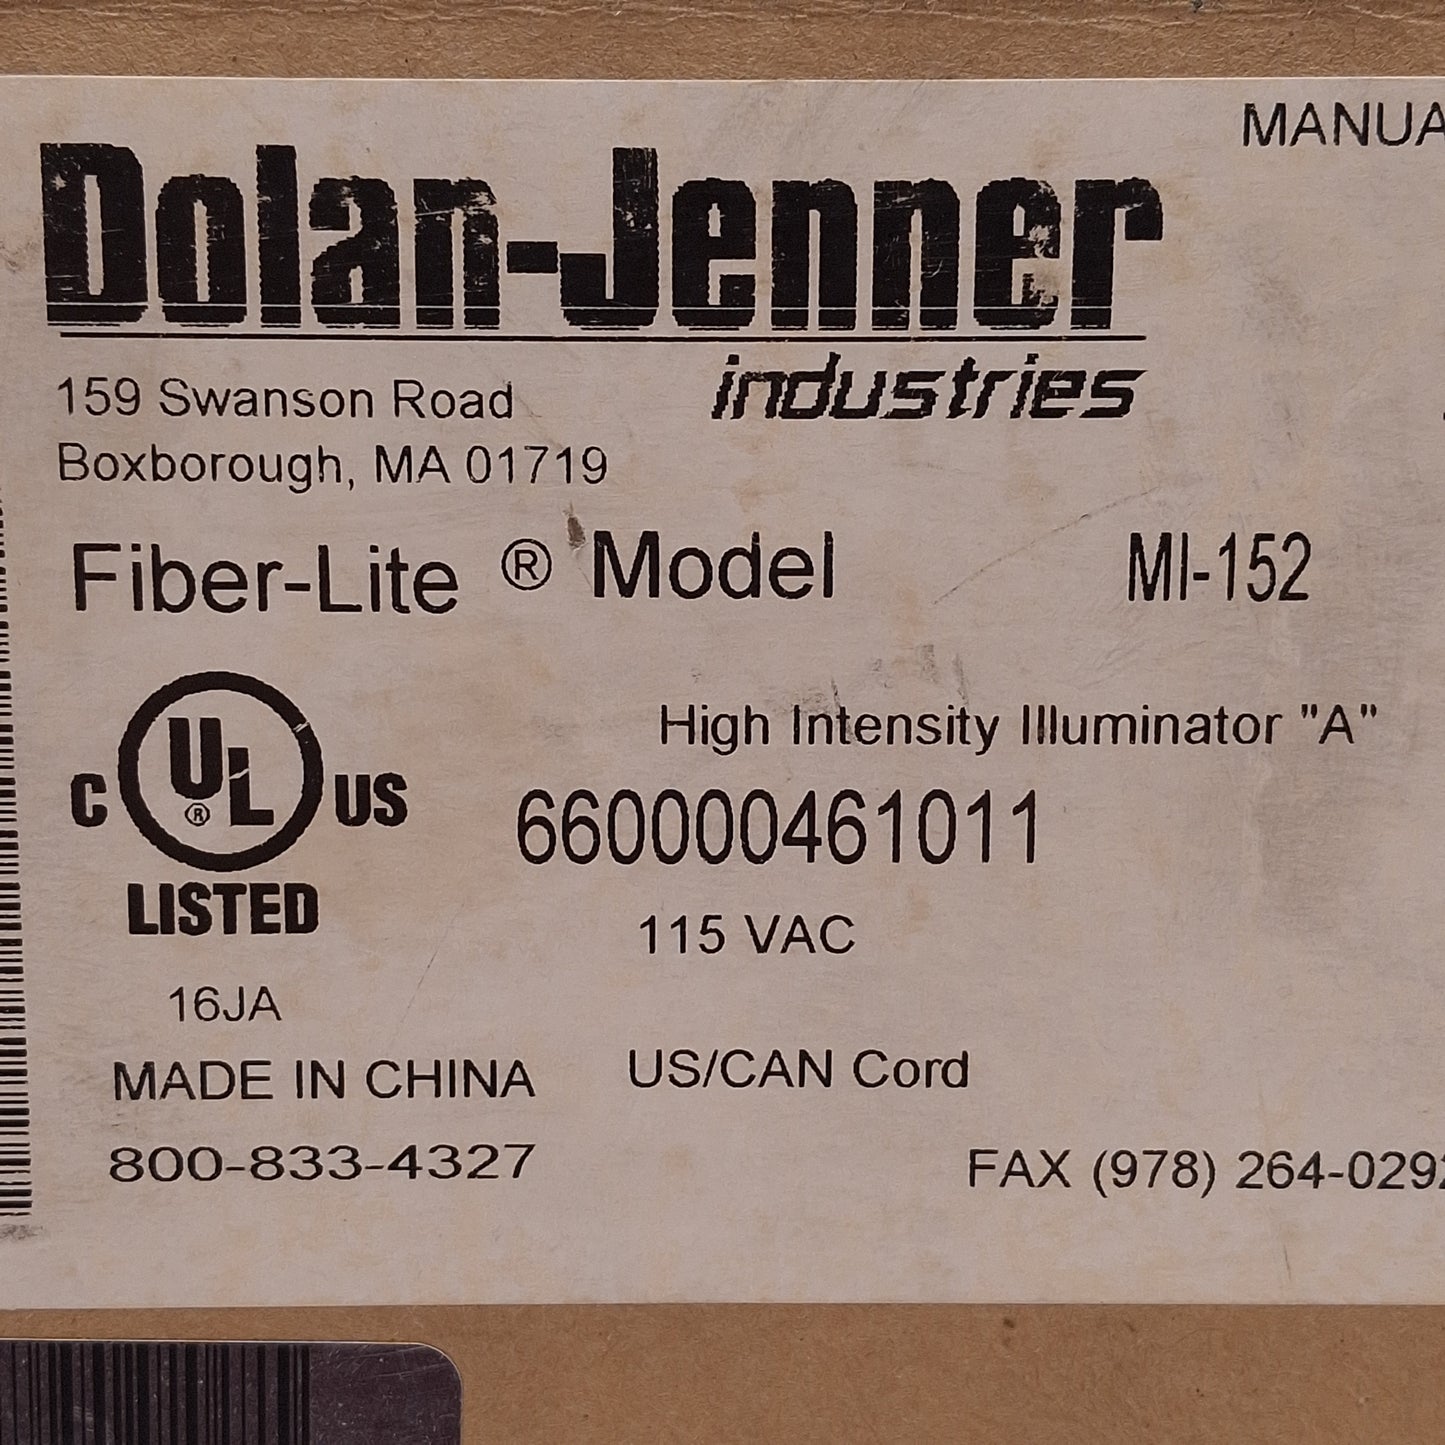 MANUA
Dolan-Jenner
industries
159 Swanson Road
Boxborough, MA 01719
Fiber-Lite ® Model MI-152
High Intensity Illuminator "A"
C UL ® US
LISTED
660000461011
115 VAC
16JA
MADE IN CHINA
US/CAN Cord
800-833-4327
FAX (978) 264-0292